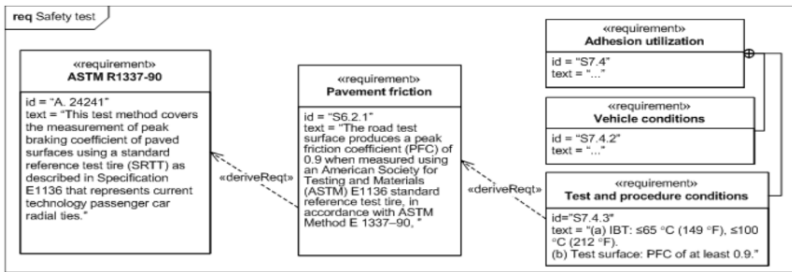 req Safety test
«requirement»
ASTM R1337-90
id = "A. 24241"
text = "This test method covers
the measurement of peak
braking coefficient of paved
surfaces using a standard
reference test tire (SRTT) as
described in Specification
E1136 that represents current
technology passenger car
radial ties."
«deriveReqt»
«requirement»
Pavement friction
id = "S6.2.1"
text = "The road test
surface produces a peak
friction coefficient (PFC) of
0.9 when measured using
an American Society for
Testing and Materials
(ASTM) E1136 standard
reference test tire, in
accordance with ASTM
Method E 1337–90, "
«deriveReqt»
«requirement»
Adhesion utilization
id = "S7.4"
text = "..."
«requirement»
Vehicle conditions
id = "S7.4.2"
text = "..."
«requirement»
Test and procedure conditions
id="S7.4.3"
text = "(a) IBT: ≤65 °C (149 °F), ≤100
°C (212 °F).
(b) Test surface: PFC of at least 0.9."